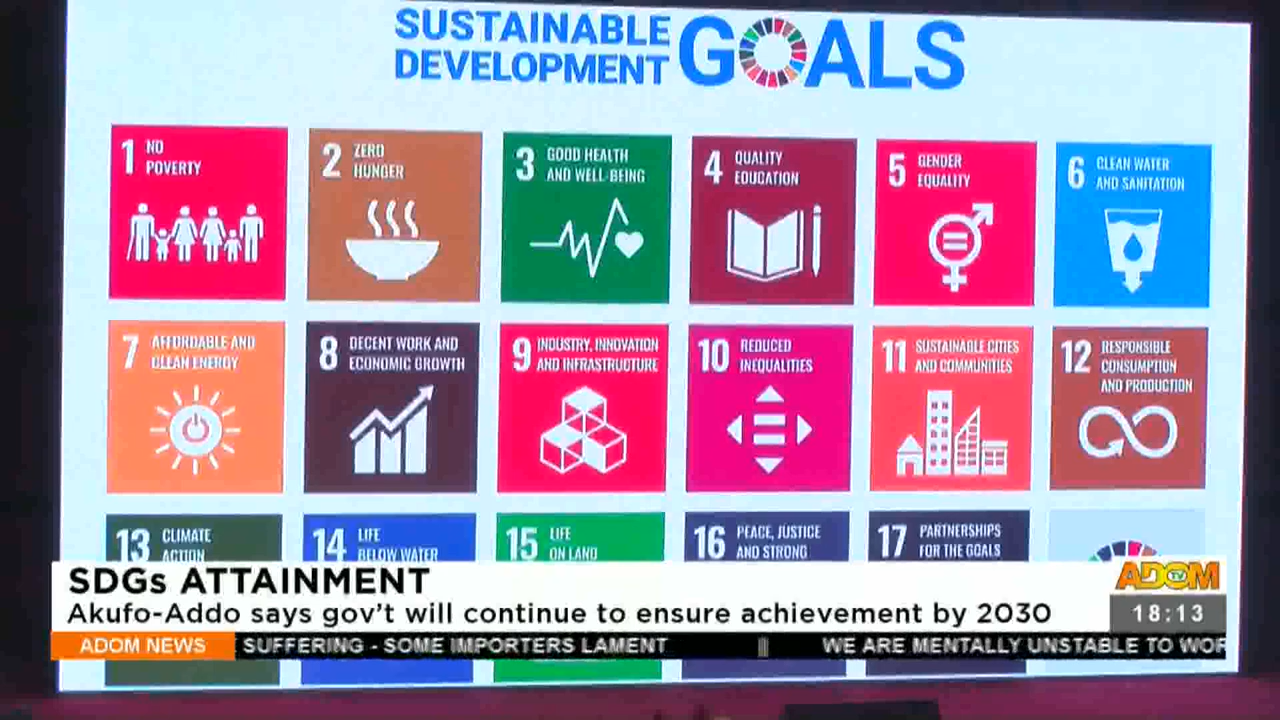 SUSTAINABLE
DEVELOPMENT
GOALS
1 NO
POVERTY
2 ZERO
HUNGER
3 GOOD HEALTH
AND WELL-BEING
4 QUALITY
EDUCATION
5 GENDER
EQUALITY
6 CLEAN WATER
AND SANITATION
7 AFFORDABLE AND
CLEAN ENERGY
8 DECENT WORK AND
ECONOMIC GROWTH
9 INDUSTRY, INNOVATION
AND INFRASTRUCTURE
10 REDUCED
INEQUALITIES
11 SUSTAINABLE CITIES
AND COMMUNITIES
12 RESPONSIBLE
CONSUMPTION
AND PRODUCTION
13 CLIMATE
ACTION
14 LIFE
BELOW WATER
15 LIFE
ON LAND
16 PEACE, JUSTICE
AND STRONG
17 PARTNERSHIPS
FOR THE GOALS
SDGs ATTAINMENT
Akufo-Addo says gov't will continue to ensure achievement by 2030
ADOM TV
18:13
ADOM NEWS
SUFFERING - SOME IMPORTERS LAMENT
WE ARE MENTALLY UNSTABLE TO WOR